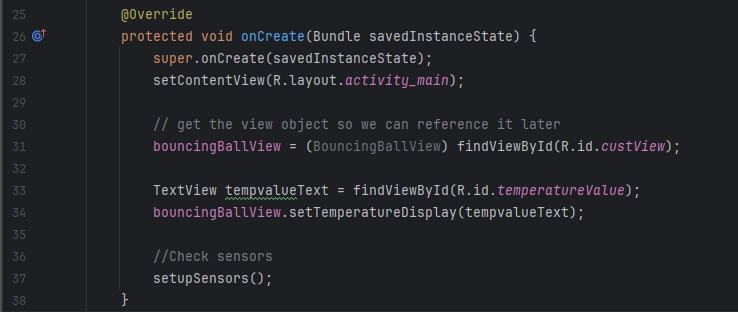 25 @Override
26 protected void onCreate(Bundle savedInstanceState) {
27 super.onCreate(savedInstanceState);
28 setContentView(R.layout.activity_main);
29
30 // get the view object so we can reference it later
31 bouncingBallView = (BouncingBallView) findViewById(R.id.custView);
32
33 TextView tempvalueText = findViewById(R.id.temperatureValue);
34 bouncingBallView.setTemperatureDisplay(tempvalueText);
35
36 //Check sensors
37 setupSensors();
38 }